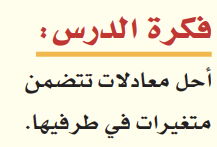 فكرة الدرس:
أحل معادلات تتضمن
متغيرات في طرفيها.